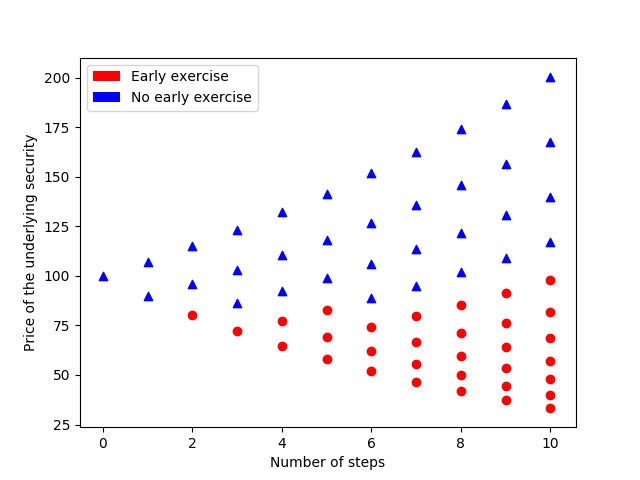 Early exercise
No early exercise
Price of the underlying security
200
175
150
125
100
75
50
25
0 2 4 6 8 10
Number of steps